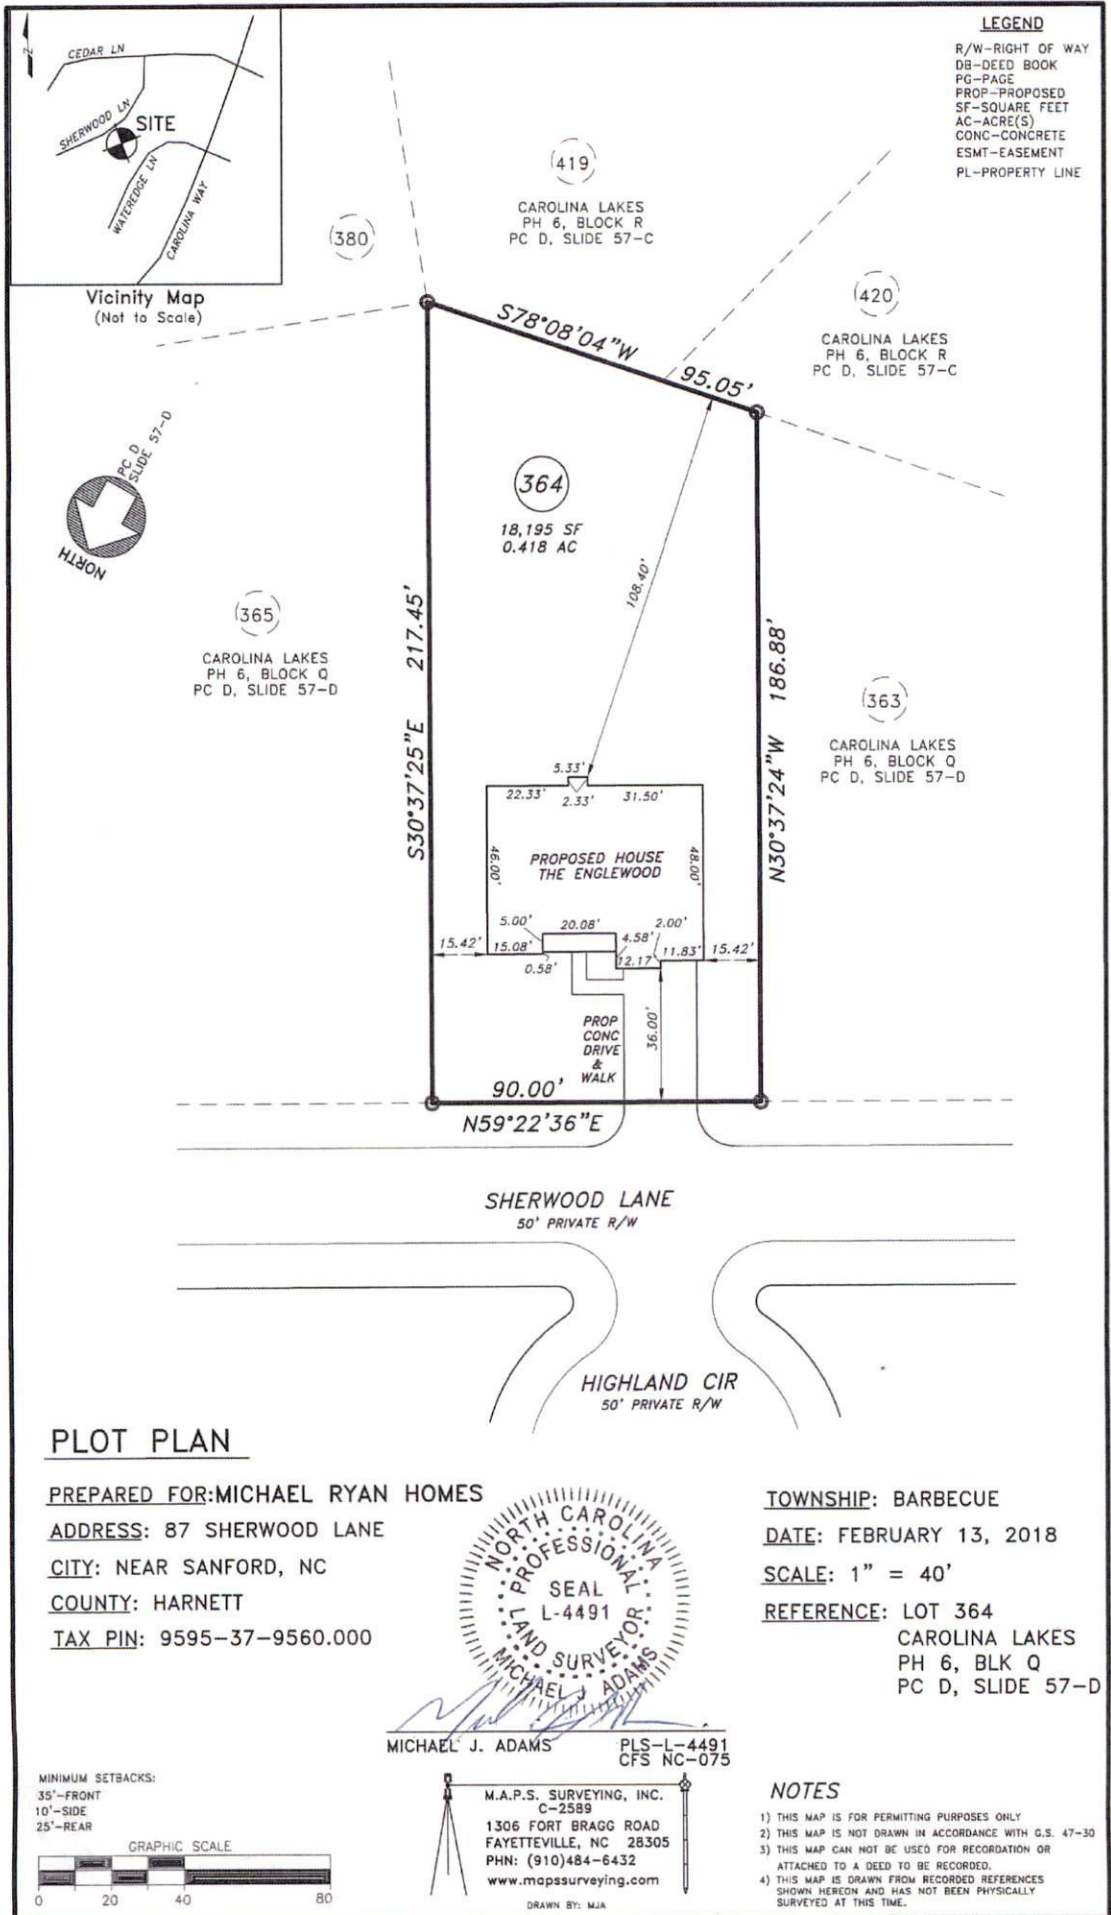 CEDAR LN
SHERWOOD LN
SITE
WATEREDGE LN
CAROLINA WAY
Vicinity Map
(Not to Scale)
LEGEND
R/W-RIGHT OF WAY
DB-DEED BOOK
PG-PAGE
PROP-PROPOSED
SF-SQUARE FEET
AC-ACRE(S)
CONC-CONCRETE
ESMT-EASEMENT
PL-PROPERTY LINE
419
CAROLINA LAKES
PH 6, BLOCK R
PC D, SLIDE 57-C
380
420
CAROLINA LAKES
PH 6, BLOCK R
PC D, SLIDE 57-C
S78°08'04"W
95.05'
PC D
SLIDE 57-D
NORTH
364
18,195 SF
0.418 AC
108.40'
365
CAROLINA LAKES
PH 6, BLOCK Q
PC D, SLIDE 57-D
S30°37'25"E 217.45'
N30°37'24"W 186.88'
363
CAROLINA LAKES
PH 6, BLOCK Q
PC D, SLIDE 57-D
5.33'
22.33'
2.33'
31.50'
46.00'
PROPOSED HOUSE
THE ENGLEWOOD
48.00'
5.00'
20.08'
2.00'
4.58'
15.42'
15.08'
0.58'
12.17'
11.83'
15.42'
36.00'
PROP
CONC
DRIVE
&
WALK
90.00'
N59°22'36"E
SHERWOOD LANE
50' PRIVATE R/W
HIGHLAND CIR
50' PRIVATE R/W
PLOT PLAN
PREPARED FOR:MICHAEL RYAN HOMES
ADDRESS: 87 SHERWOOD LANE
CITY: NEAR SANFORD, NC
COUNTY: HARNETT
TAX PIN: 9595-37-9560.000
NORTH CAROLINA
PROFESSIONAL
SEAL
L-4491
LAND SURVEYOR
MICHAEL J. ADAMS
TOWNSHIP: BARBECUE
DATE: FEBRUARY 13, 2018
SCALE: 1" = 40'
REFERENCE: LOT 364
CAROLINA LAKES
PH 6, BLK Q
PC D, SLIDE 57-D
MICHAEL J. ADAMS PLS-L-4491
CFS NC-075
MINIMUM SETBACKS:
35'-FRONT
10'-SIDE
25'-REAR
GRAPHIC SCALE
0 20 40 80
M.A.P.S. SURVEYING, INC.
C-2589
1306 FORT BRAGG ROAD
FAYETTEVILLE, NC 28305
PHN: (910)484-6432
www.mapssurveying.com
DRAWN BY: MJA
NOTES
1) THIS MAP IS FOR PERMITTING PURPOSES ONLY
2) THIS MAP IS NOT DRAWN IN ACCORDANCE WITH G.S. 47-30
3) THIS MAP CAN NOT BE USED FOR RECORDATION OR
ATTACHED TO A DEED TO BE RECORDED.
4) THIS MAP IS DRAWN FROM RECORDED REFERENCES
SHOWN HEREON AND HAS NOT BEEN PHYSICALLY
SURVEYED AT THIS TIME.